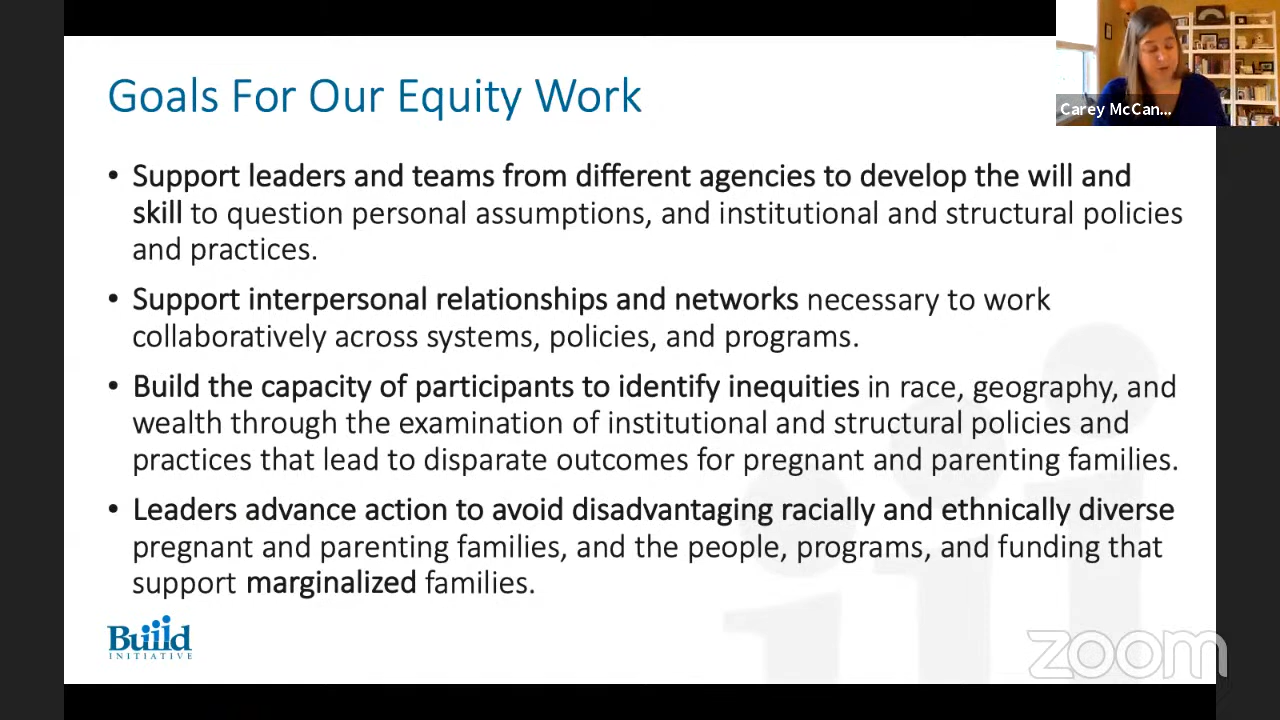 Goals For Our Equity Work
Carey McCan...
• Support leaders and teams from different agencies to develop the will and
skill to question personal assumptions, and institutional and structural policies
and practices.
• Support interpersonal relationships and networks necessary to work
collaboratively across systems, policies, and programs.
• Build the capacity of participants to identify inequities in race, geography, and
wealth through the examination of institutional and structural policies and
practices that lead to disparate outcomes for pregnant and parenting families.
• Leaders advance action to avoid disadvantaging racially and ethnically diverse
pregnant and parenting families, and the people, programs, and funding that
support marginalized families.
Build
INITIATIVE
zoom